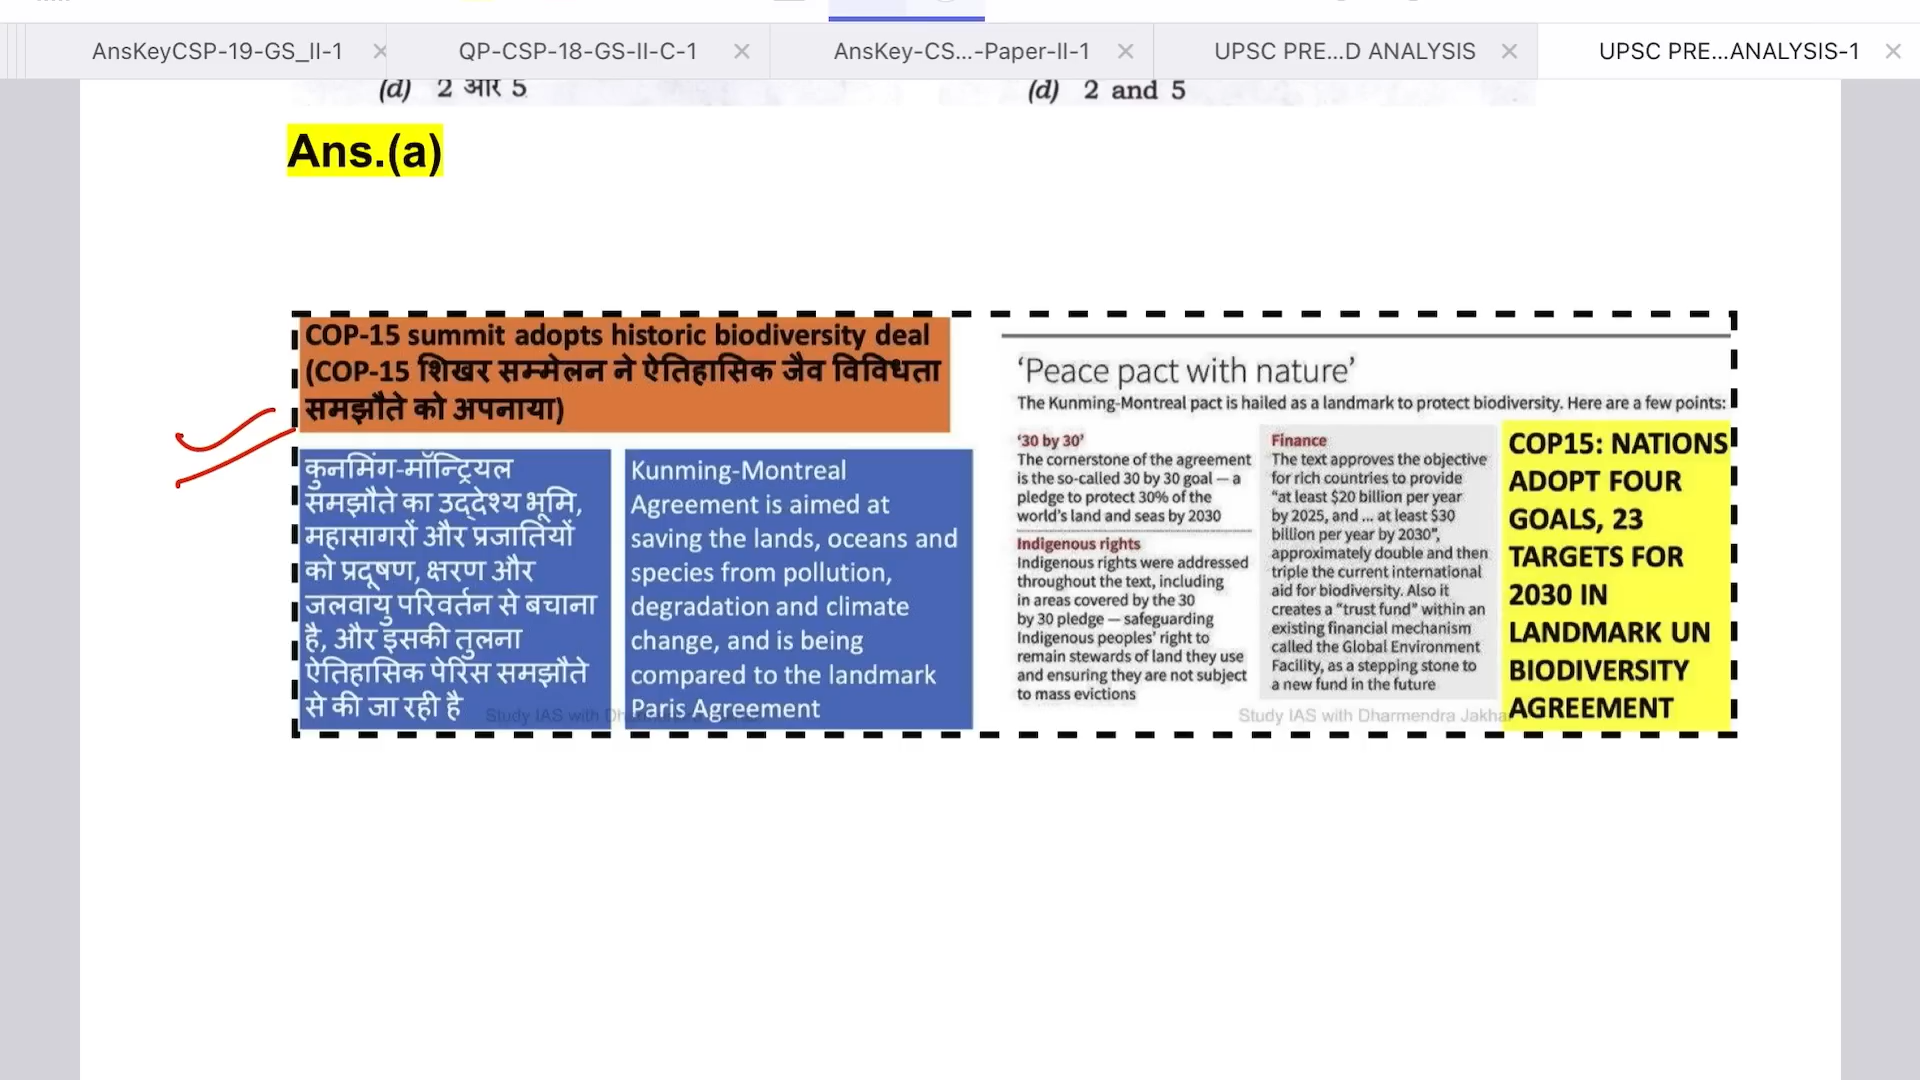 AnsKeyCSP-19-GS_II-1
QP-CSP-18-GS-II-C-1
AnsKey-CS...-Paper-II-1
UPSC PRE...D ANALYSIS
UPSC PRE...ANALYSIS-1
(d) 2 और 5
(d) 2 and 5
Ans.(a)
COP-15 summit adopts historic biodiversity deal
(COP-15 शिखर सम्मेलन ने ऐतिहासिक जैव विविधता
समझौते को अपनाया)
कुनमिंग-मॉन्ट्रियल
समझौते का उद्देश्य भूमि,
महासागरों और प्रजातियों
को प्रदूषण, क्षरण और
जलवायु परिवर्तन से बचाना
है, और इसकी तुलना
ऐतिहासिक पेरिस समझौते
से की जा रही है
Kunming-Montreal
Agreement is aimed at
saving the lands, oceans and
species from pollution,
degradation and climate
change, and is being
compared to the landmark
Paris Agreement
‘Peace pact with nature’
The Kunming-Montreal pact is hailed as a landmark to protect biodiversity. Here are a few points:
‘30 by 30’
The cornerstone of the agreement
is the so-called 30 by 30 goal — a
pledge to protect 30% of the
world's land and seas by 2030
Indigenous rights
Indigenous rights were addressed
throughout the text, including
in areas covered by the 30
by 30 pledge — safeguarding
Indigenous peoples' right to
remain stewards of land they use
and ensuring they are not subject
to mass evictions
Finance
The text approves the objective
for rich countries to provide
“at least $20 billion per year
by 2025, and ... at least $30
billion per year by 2030”,
approximately double and then
triple the current international
aid for biodiversity. Also it
creates a “trust fund” within an
existing financial mechanism
called the Global Environment
Facility, as a stepping stone to
a new fund in the future
COP15: NATIONS
ADOPT FOUR
GOALS, 23
TARGETS FOR
2030 IN
LANDMARK UN
BIODIVERSITY
AGREEMENT
Study IAS with
Study IAS with Dharmendra Jakha